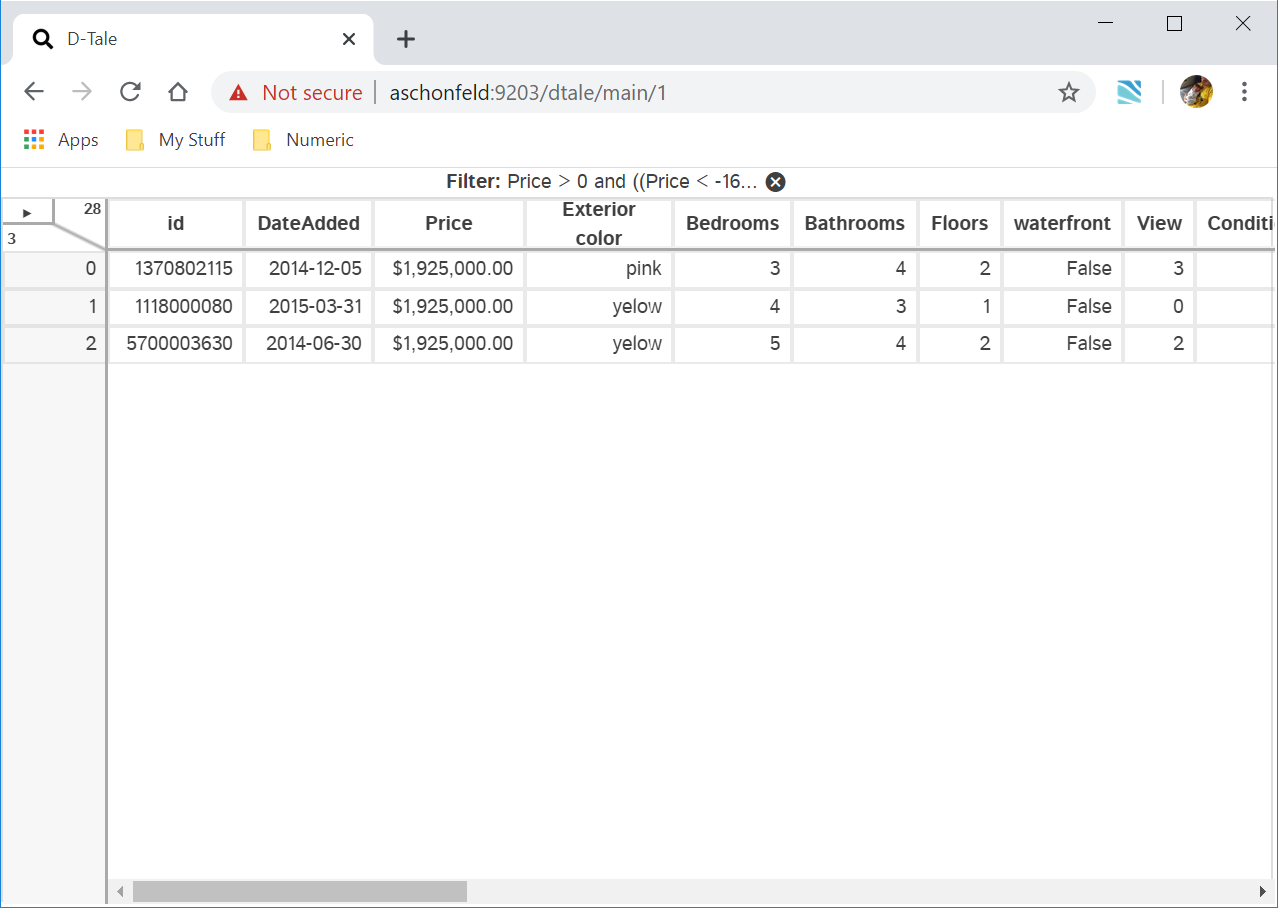 D-Tale
Not secure aschonfeld:9203/dtale/main/1
Apps My Stuff Numeric
Filter: Price > 0 and ((Price < -16...
28
3
id DateAdded Price Exterior color Bedrooms Bathrooms Floors waterfront View Conditi
0 1370802115 2014-12-05 $1,925,000.00 pink 3 4 2 False 3
1 1118000080 2015-03-31 $1,925,000.00 yelow 4 3 1 False 0
2 5700003630 2014-06-30 $1,925,000.00 yelow 5 4 2 False 2